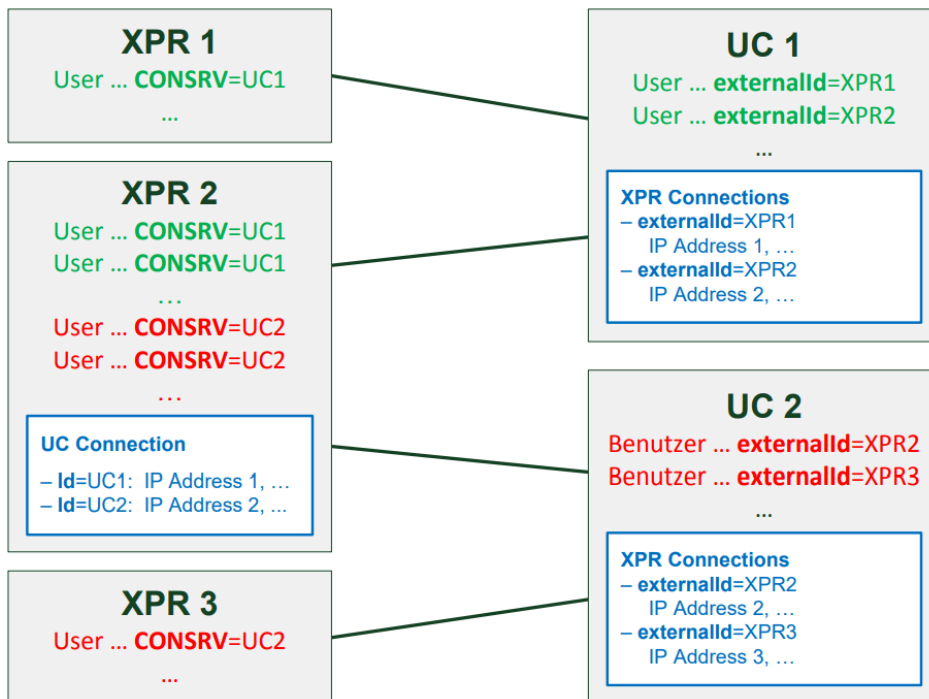 XPR 1
User ... CONSRV=UC1
...
XPR 2
User ... CONSRV=UC1
User ... CONSRV=UC1
...
User ... CONSRV=UC2
User ... CONSRV=UC2
...
UC Connection
– Id=UC1: IP Address 1, ...
– Id=UC2: IP Address 2, ...
XPR 3
User ... CONSRV=UC2
...
UC 1
User ... externalId=XPR1
User ... externalId=XPR2
...
XPR Connections
– externalId=XPR1
IP Address 1, ...
– externalId=XPR2
IP Address 2, ...
UC 2
Benutzer ... externalId=XPR2
Benutzer ... externalId=XPR3
...
XPR Connections
– externalId=XPR2
IP Address 2, ...
– externalId=XPR3
IP Address 3, ...